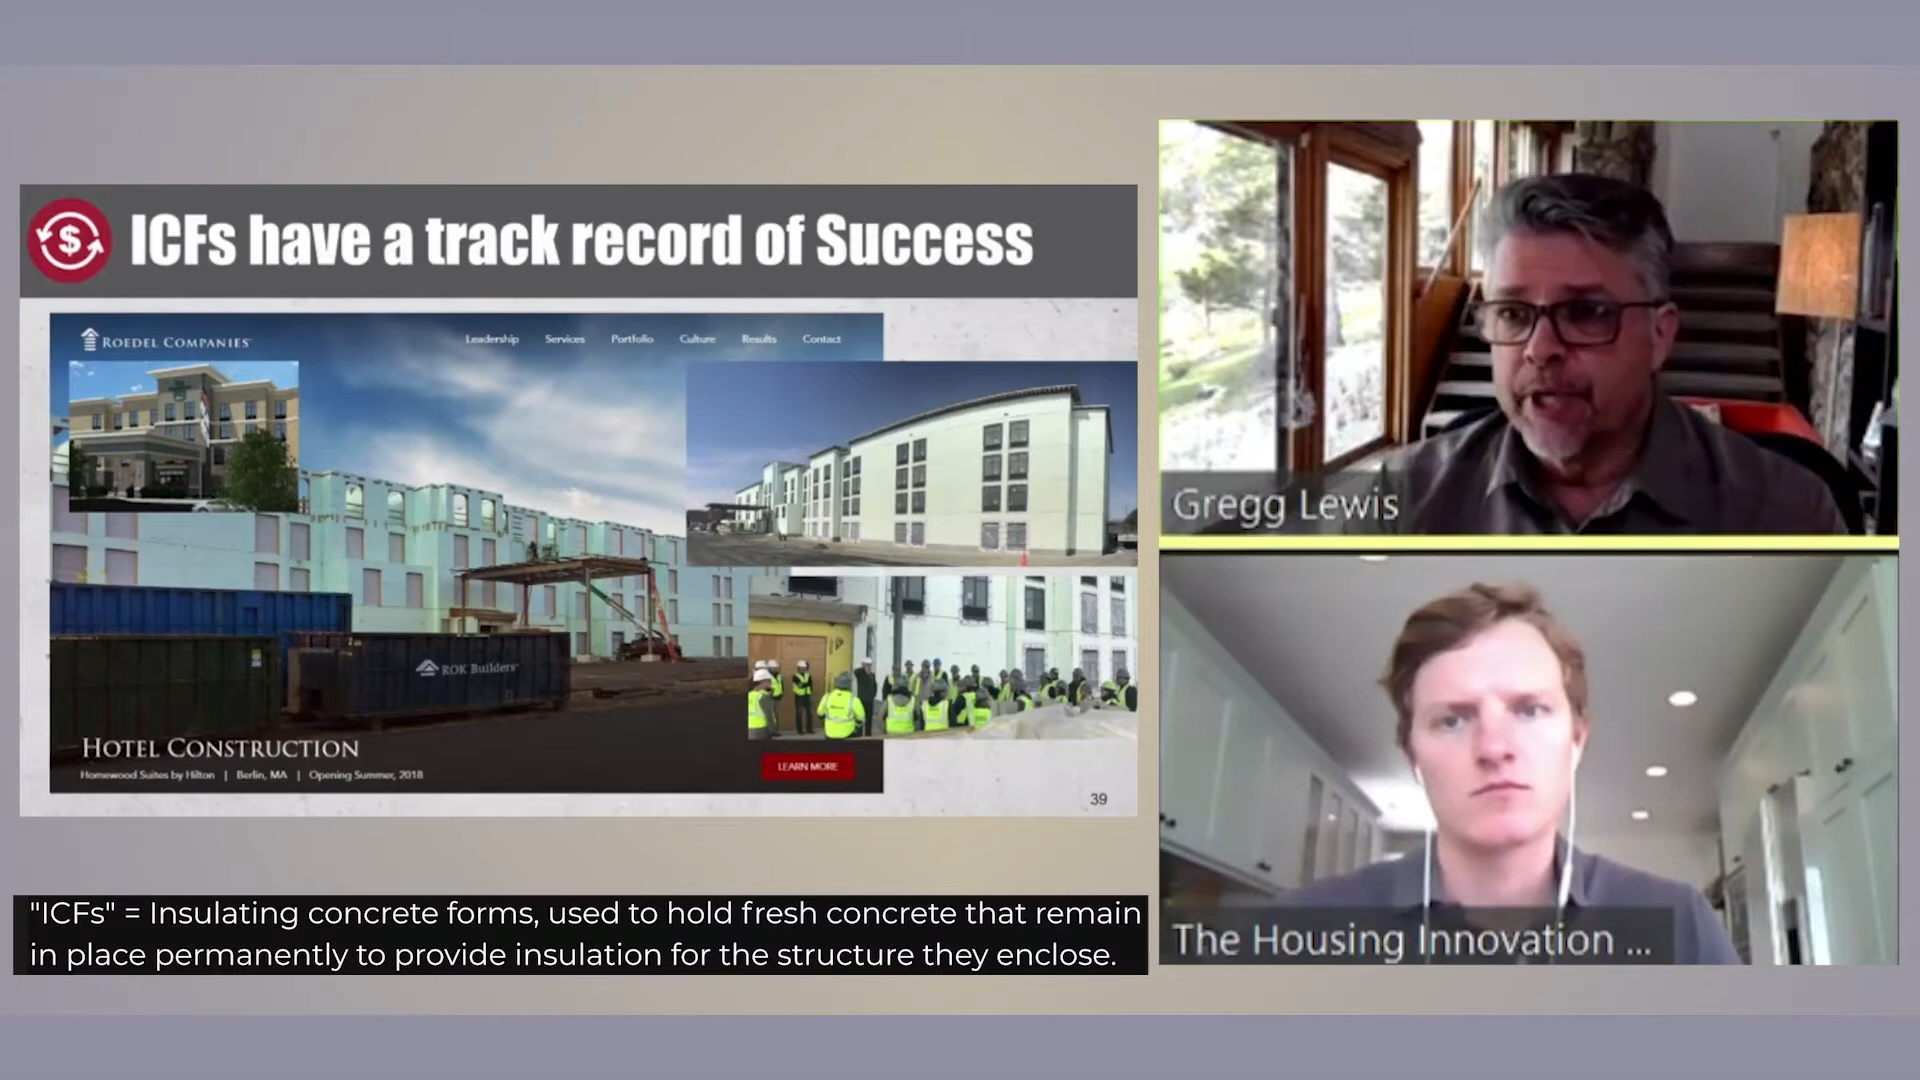 ICFs have a track record of Success
ROEDEL COMPANIES
Leadership Services Portfolio Culture Results Contact
ROK Builders
HOTEL CONSTRUCTION
Homewood Suites by Hilton | Berlin, MA | Opening Summer, 2018
LEARN MORE
39
"ICFs" = Insulating concrete forms, used to hold fresh concrete that remain
in place permanently to provide insulation for the structure they enclose.
Gregg Lewis
The Housing Innovation ...